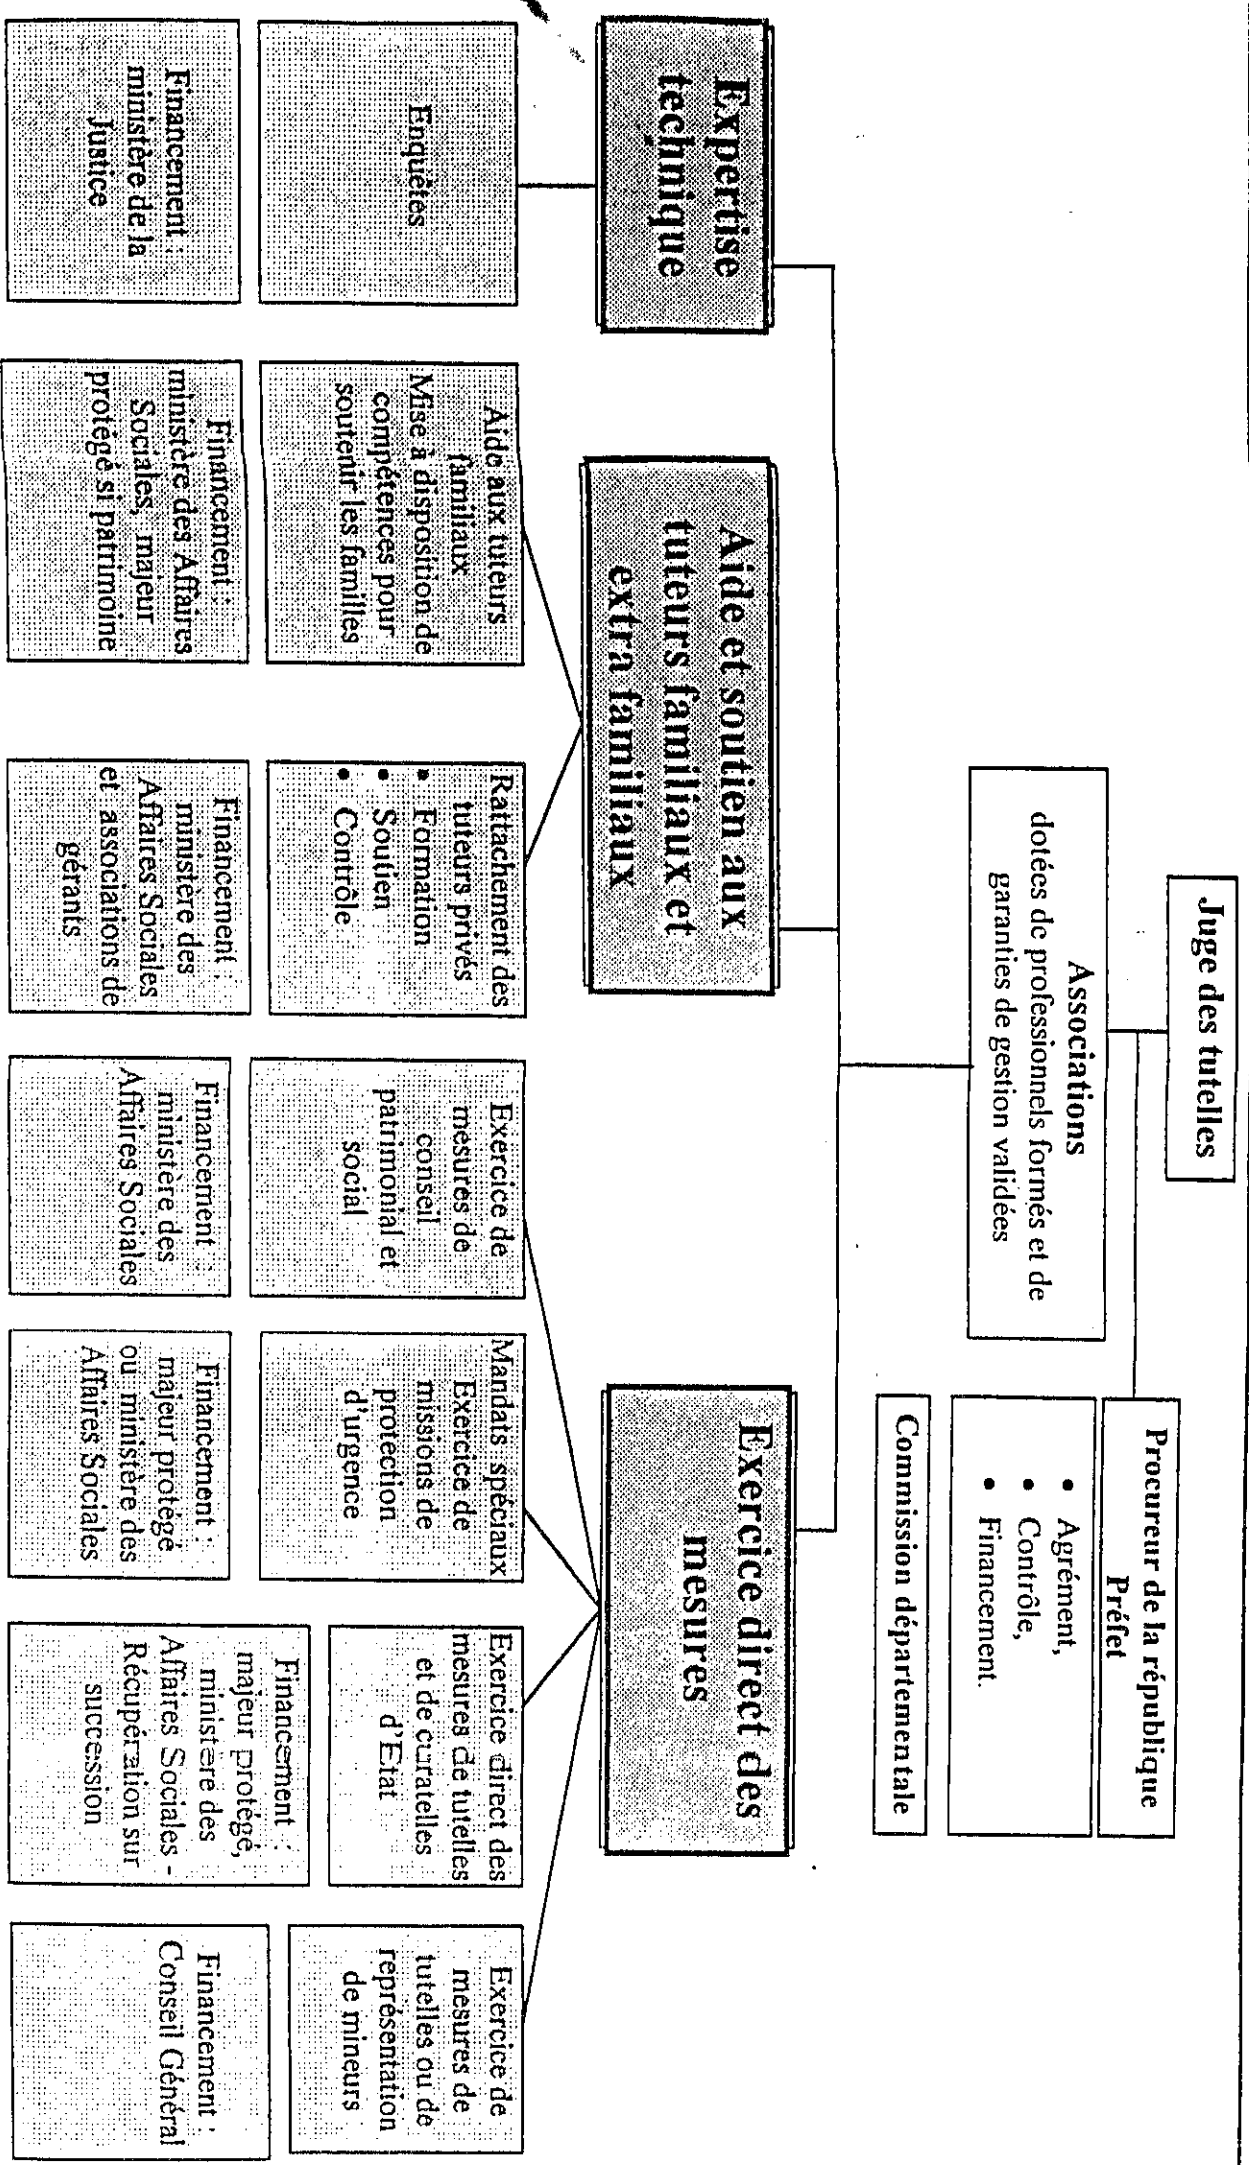 Juge des tutelles
Procureur de la république
Préfet
• Agrément,
• Contrôle,
• Financement.
Commission départementale
Associations
dotées de professionnels formés et de
garanties de gestion validées
Expertise
technique
Aide et soutien aux
tuteurs familiaux et
extra familiaux
Exercice direct des
mesures
Enquêtes
Aide aux tuteurs
familiaux
Mise à disposition de
compétences pour
soutenir les familles
Rattachement des
tuteurs privés
• Formation
• Soutien
• Contrôle
Exercice de
mesures de
conseil
patrimonial et
social
Mandats spéciaux
Exercice de
missions de
protection
d'urgence
Exercice direct des
mesures de tutelles
et de curatelles
d'Etat
Exercice de
mesures de
tutelles ou de
représentation
de mineurs
Financement :
ministère de la
Justice
Financement :
ministère des Affaires
Sociales, majeur
protégé si patrimoine
Financement :
ministère des
Affaires Sociales
et associations de
gérants
Financement :
ministère des
Affaires Sociales
Financement :
majeur protégé
ou ministère des
Affaires Sociales
Financement :
majeur protégé,
ministère des
Affaires Sociales -
Récupération sur
succession
Financement :
Conseil Général